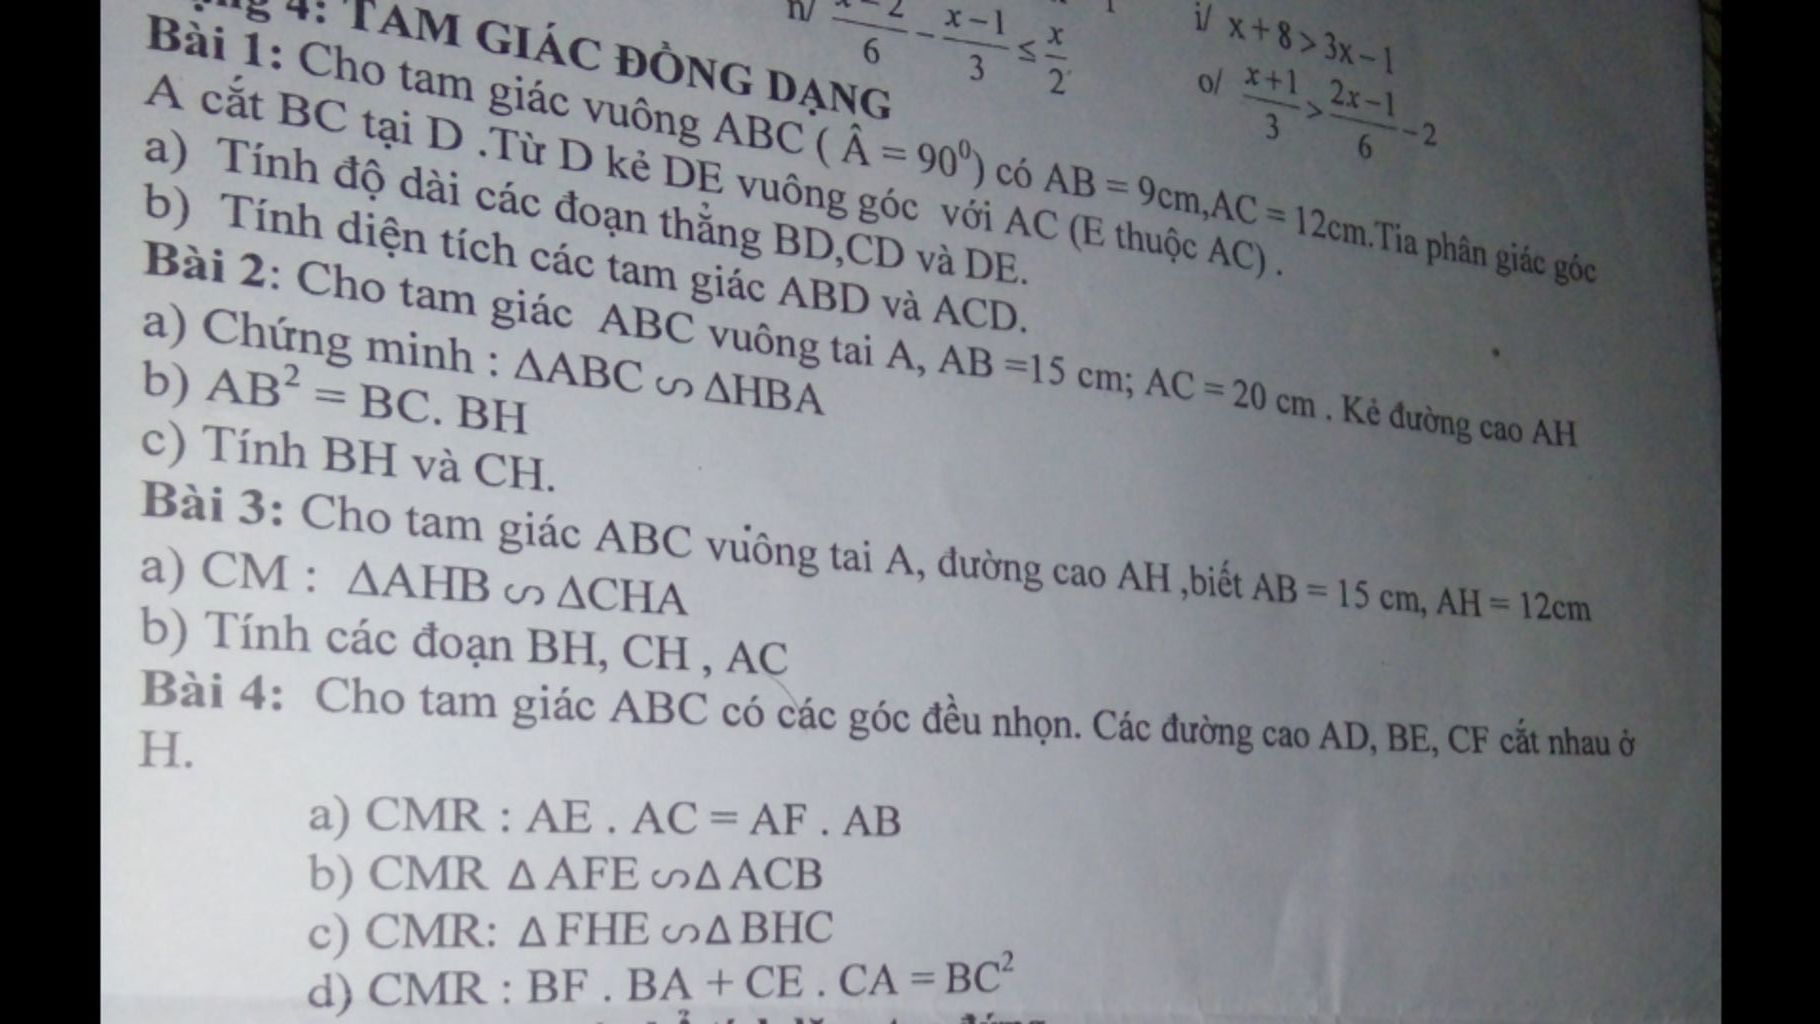 4: TAM GIÁC ĐỒNG DẠNG
n/ x-2/6 - x-1/3 ≤ x/2
i/ x+8>3x-1
o/ x+1/3 > 2x-1/6 -2
Bài 1: Cho tam giác vuông ABC ( Â = 90⁰) có AB = 9cm,AC = 12cm.Tia phân giác góc
A cắt BC tại D .Từ D kẻ DE vuông góc với AC (E thuộc AC) .
a) Tính độ dài các đoạn thẳng BD,CD và DE.
b) Tính diện tích các tam giác ABD và ACD.
Bài 2: Cho tam giác ABC vuông tai A, AB =15 cm; AC = 20 cm . Kẻ đường cao AH
a) Chứng minh : ΔABC ∽ ΔHBA
b) AB² = BC. BH
c) Tính BH và CH.
Bài 3: Cho tam giác ABC vuông tai A, đường cao AH ,biết AB = 15 cm, AH = 12cm
a) CM : ΔAHB ∽ ΔCHA
b) Tính các đoạn BH, CH , AC
Bài 4: Cho tam giác ABC có các góc đều nhọn. Các đường cao AD, BE, CF cắt nhau ở
H.
a) CMR : AE . AC = AF . AB
b) CMR Δ AFE ∽Δ ACB
c) CMR: Δ FHE ∽Δ BHC
d) CMR : BF . BA + CE . CA = BC²